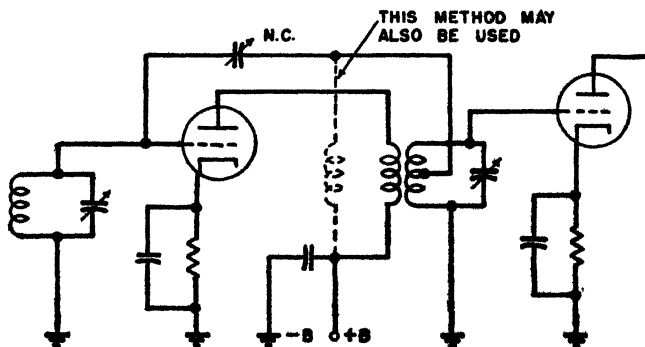 THIS METHOD MAY
ALSO BE USED
N.C.
-B +B